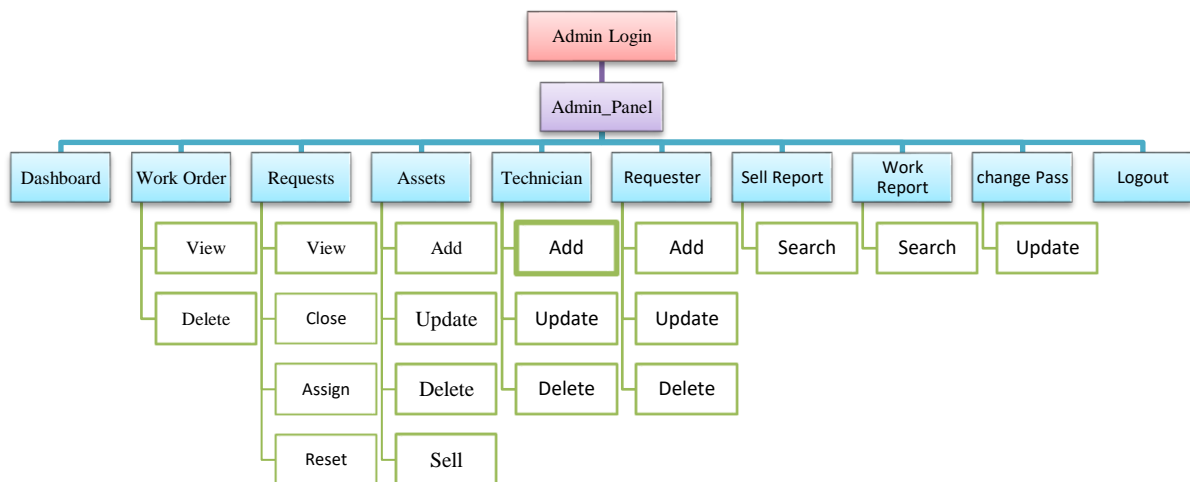 Admin Login
Admin_Panel
Dashboard
Work Order
Requests
Assets
Technician
Requester
Sell Report
Work
Report
change Pass
Logout
View
View
Add
Add
Add
Search
Search
Update
Delete
Close
Update
Update
Update
Assign
Delete
Delete
Delete
Reset
Sell